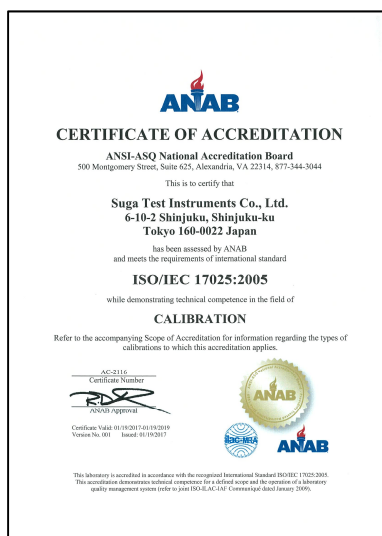 ANAB
CERTIFICATE OF ACCREDITATION
ANSI-ASQ National Accreditation Board
500 Montgomery Street, Suite 625, Alexandria, VA 22314, 877-344-3044
This is to certify that
Suga Test Instruments Co., Ltd.
6-10-2 Shinjuku, Shinjuku-ku
Tokyo 160-0022 Japan
has been assessed by ANAB
and meets the requirements of international standard
ISO/IEC 17025:2005
while demonstrating technical competence in the field of
CALIBRATION
Refer to the accompanying Scope of Accreditation for information regarding the types of
calibrations to which this accreditation applies.
AC-2116
Certificate Number
ANAB Approval
Certificate Valid: 01/19/2017-01/19/2019
Version No. 001 Issued: 01/19/2017
ANAB
ilac-MRA
ANAB
This laboratory is accredited in accordance with the recognized International Standard ISO/IEC 17025:2005.
This accreditation demonstrates technical competence for a defined scope and the operation of a laboratory
quality management system (refer to joint ISO-ILAC-IAF Communiqué dated January 2009).